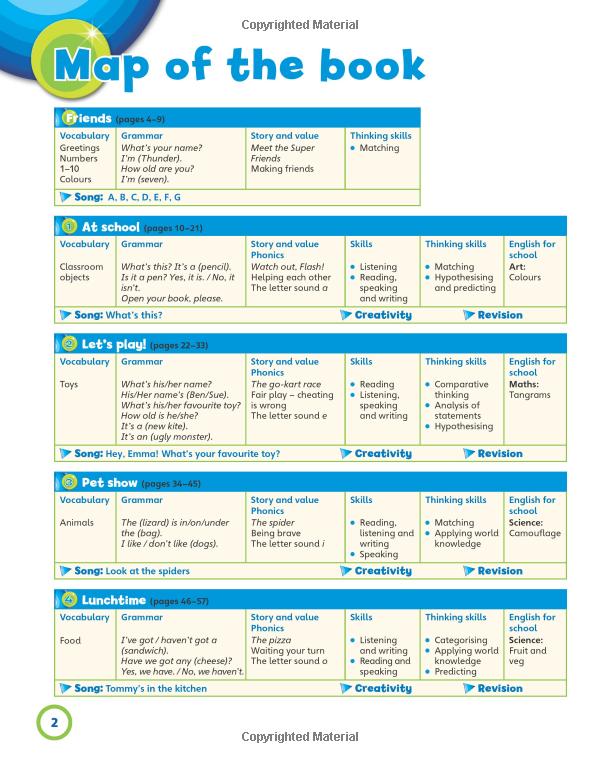 Copyrighted Material
Map of the book
Friends (pages 4–9)
Vocabulary
Greetings
Numbers
1–10
Colours
Grammar
What's your name?
I'm (Thunder).
How old are you?
I'm (seven).
Story and value
Meet the Super
Friends
Making friends
Thinking skills
• Matching
Song: A, B, C, D, E, F, G
1 At school (pages 10–21)
Vocabulary
Classroom
objects
Grammar
What's this? It's a (pencil).
Is it a pen? Yes, it is. / No, it
isn't.
Open your book, please.
Story and value
Phonics
Watch out, Flash!
Helping each other
The letter sound a
Skills
• Listening
• Reading,
speaking
and writing
Thinking skills
• Matching
• Hypothesising
and predicting
English for
school
Art:
Colours
Song: What's this?
Creativity
Revision
2 Let's play! (pages 22–33)
Vocabulary
Toys
Grammar
What's his/her name?
His/Her name's (Ben/Sue).
What's his/her favourite toy?
How old is he/she?
It's a (new kite).
It's an (ugly monster).
Story and value
Phonics
The go-kart race
Fair play – cheating
is wrong
The letter sound e
Skills
• Reading
• Listening,
speaking
and writing
Thinking skills
• Comparative
thinking
• Analysis of
statements
• Hypothesising
English for
school
Maths:
Tangrams
Song: Hey, Emma! What's your favourite toy?
Creativity
Revision
3 Pet show (pages 34–45)
Vocabulary
Animals
Grammar
The (lizard) is in/on/under
the (bag).
I like / don't like (dogs).
Story and value
Phonics
The spider
Being brave
The letter sound i
Skills
• Reading,
listening and
writing
• Speaking
Thinking skills
• Matching
• Applying world
knowledge
English for
school
Science:
Camouflage
Song: Look at the spiders
Creativity
Revision
4 Lunchtime (pages 46–57)
Vocabulary
Food
Grammar
I've got / haven't got a
(sandwich).
Have we got any (cheese)?
Yes, we have. / No, we haven't.
Story and value
Phonics
The pizza
Waiting your turn
The letter sound o
Skills
• Listening
and writing
• Reading and
speaking
Thinking skills
• Categorising
• Applying world
knowledge
• Predicting
English for
school
Science:
Fruit and
veg
Song: Tommy's in the kitchen
Creativity
Revision
2
Copyrighted Material